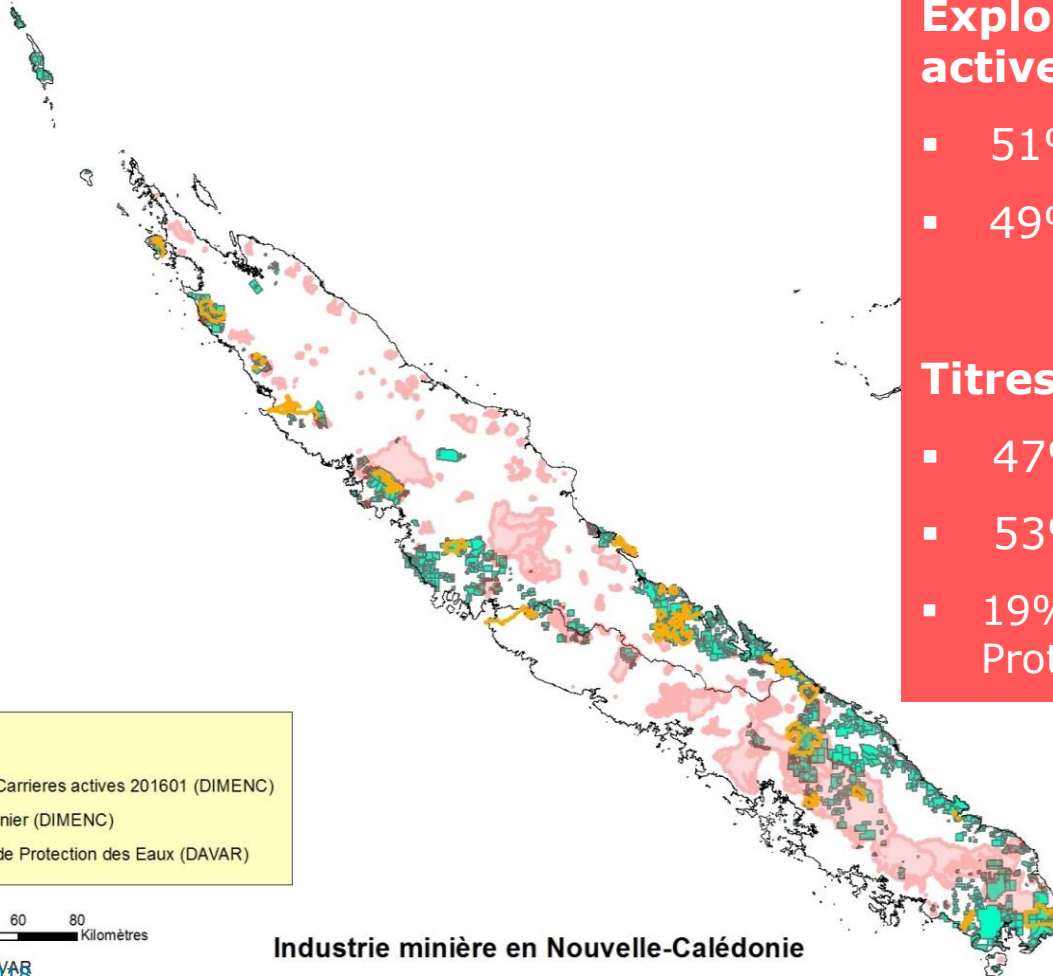 Explo
active
▪ 51%
▪ 49%
Titres
▪ 47%
▪ 53%
▪ 19%
Prot
Carrieres actives 201601 (DIMENC)
nier (DIMENC)
de Protection des Eaux (DAVAR)
60 80
Kilomètres
Industrie minière en Nouvelle-Calédonie